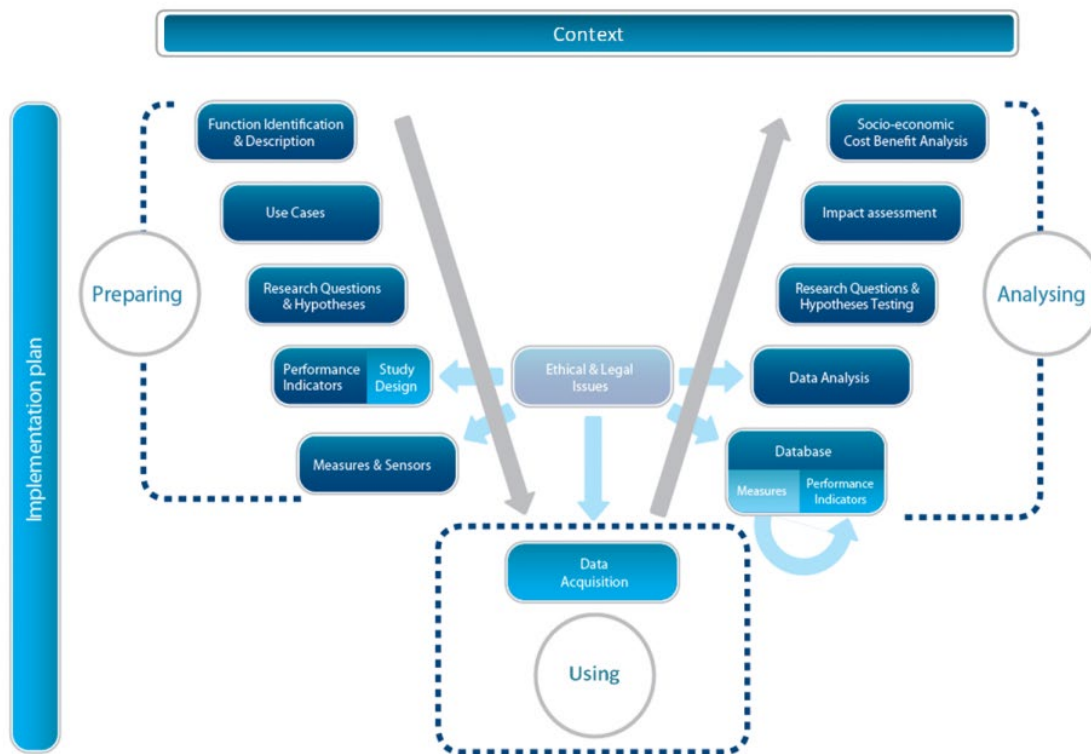 Context
Implementation plan
Preparing
Function Identification
& Description
Use Cases
Research Questions
& Hypotheses
Performance
Indicators
Study
Design
Measures & Sensors
Ethical & Legal
Issues
Data
Acquisition
Using
Socio-economic
Cost Benefit Analysis
Impact assessment
Research Questions &
Hypotheses Testing
Data Analysis
Database
Measures
Performance
Indicators
Analysing